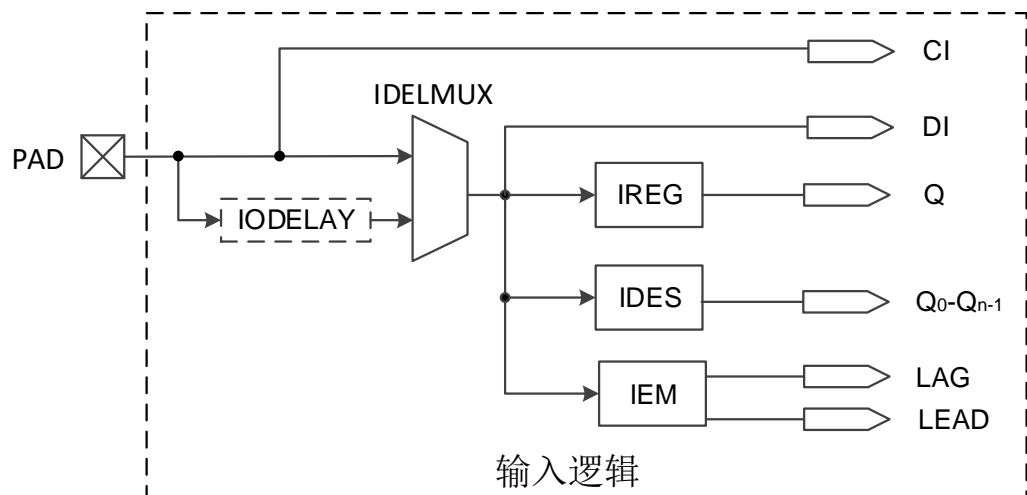 CI
IDELMUX
DI
PAD
IREG
Q
IODELAY
IDES
Q0-Qn-1
LAG
IEM
LEAD
输入逻辑